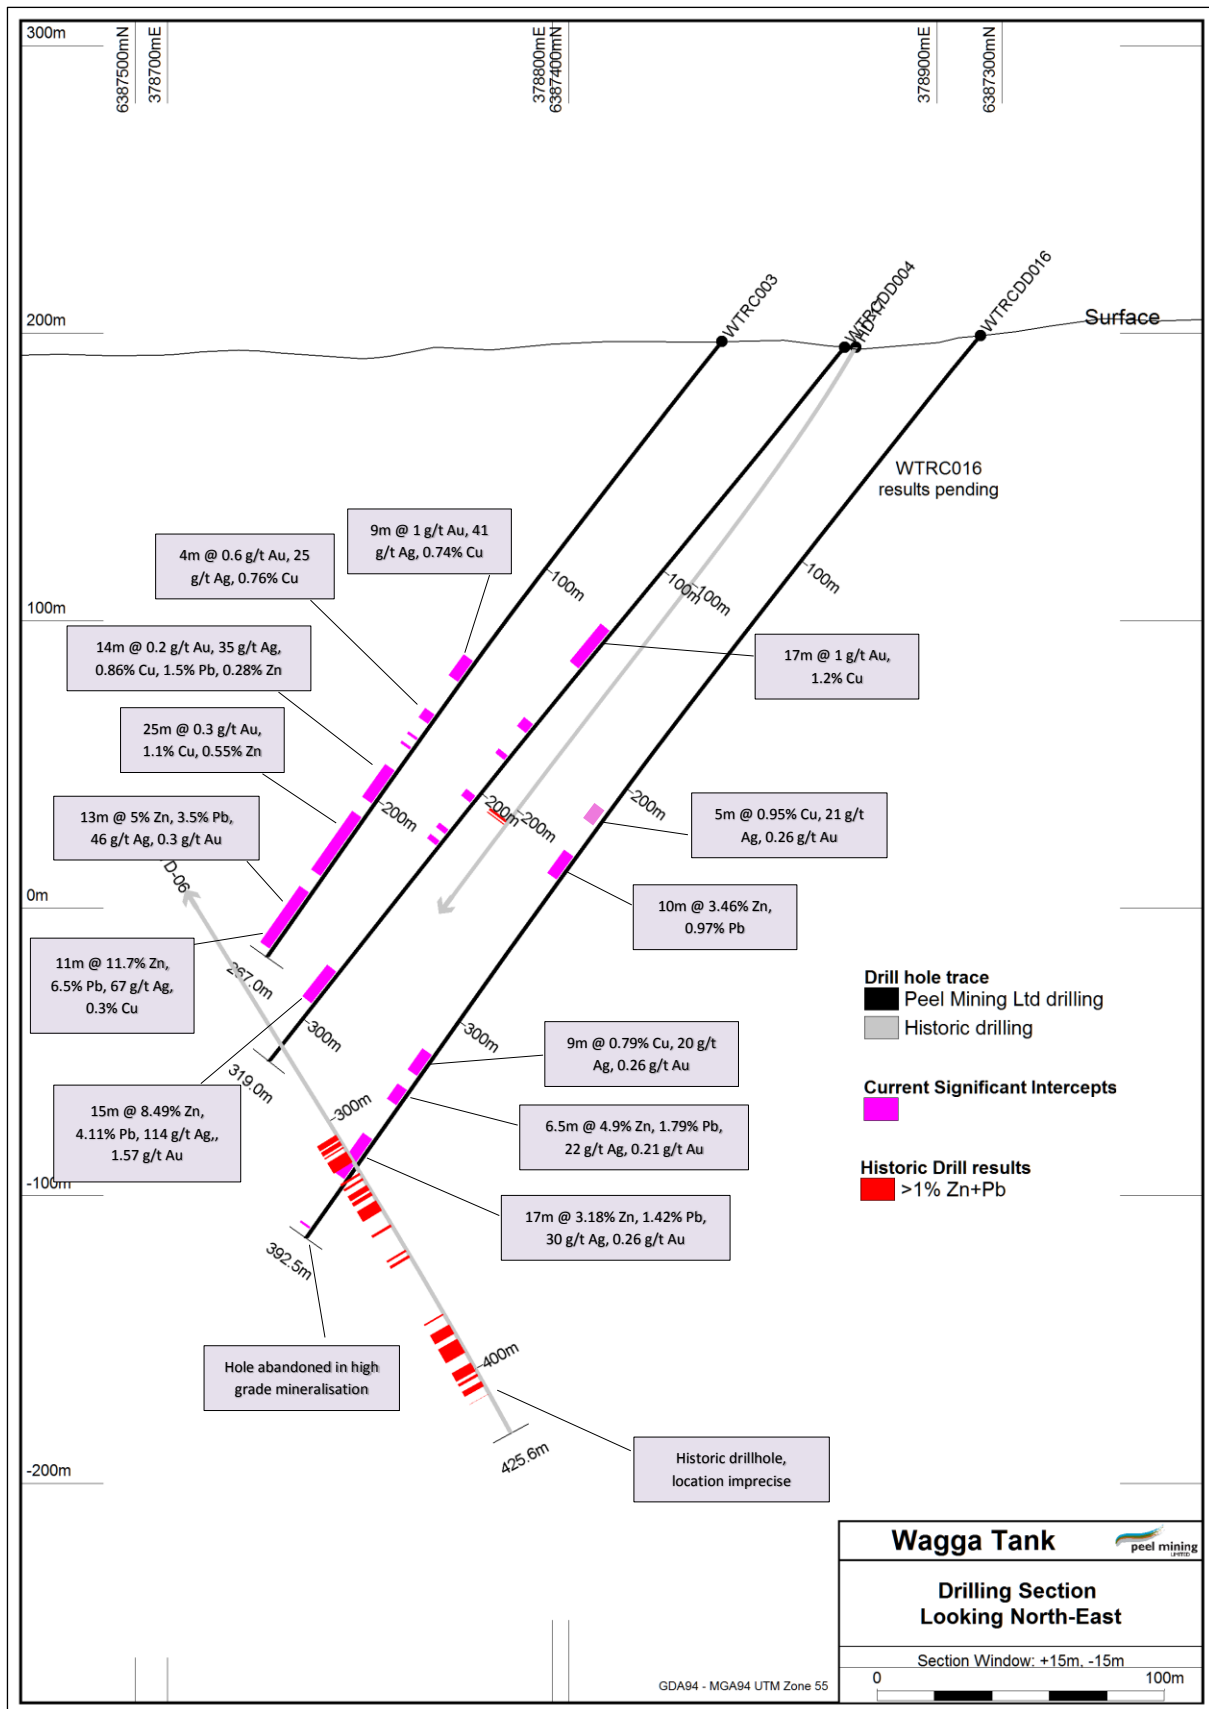 300m
6387500mN
378700mE
378800mE
6387400mN
378900mE
6387300mN
200m
WTRC003
WTRCDD004
HD-17
WTRCDD016
Surface
WTRC016
results pending
9m @ 1 g/t Au, 41
g/t Ag, 0.74% Cu
4m @ 0.6 g/t Au, 25
g/t Ag, 0.76% Cu
100m
100m
100m
100m
100m
14m @ 0.2 g/t Au, 35 g/t Ag,
0.86% Cu, 1.5% Pb, 0.28% Zn
17m @ 1 g/t Au,
1.2% Cu
25m @ 0.3 g/t Au,
1.1% Cu, 0.55% Zn
200m
200m
200m
200m
13m @ 5% Zn, 3.5% Pb,
46 g/t Ag, 0.3 g/t Au
5m @ 0.95% Cu, 21 g/t
Ag, 0.26 g/t Au
D-06
0m
10m @ 3.46% Zn,
0.97% Pb
11m @ 11.7% Zn,
6.5% Pb, 67 g/t Ag,
0.3% Cu
267.0m
Drill hole trace
Peel Mining Ltd drilling
Historic drilling
300m
300m
9m @ 0.79% Cu, 20 g/t
Ag, 0.26 g/t Au
319.0m
Current Significant Intercepts
15m @ 8.49% Zn,
4.11% Pb, 114 g/t Ag,,
1.57 g/t Au
300m
6.5m @ 4.9% Zn, 1.79% Pb,
22 g/t Ag, 0.21 g/t Au
Historic Drill results
>1% Zn+Pb
-100m
17m @ 3.18% Zn, 1.42% Pb,
30 g/t Ag, 0.26 g/t Au
392.5m
Hole abandoned in high
grade mineralisation
400m
425.6m
Historic drillhole,
location imprecise
-200m
Wagga Tank
peel mining
LIMITED
Drilling Section
Looking North-East
Section Window: +15m, -15m
0
100m
GDA94 - MGA94 UTM Zone 55